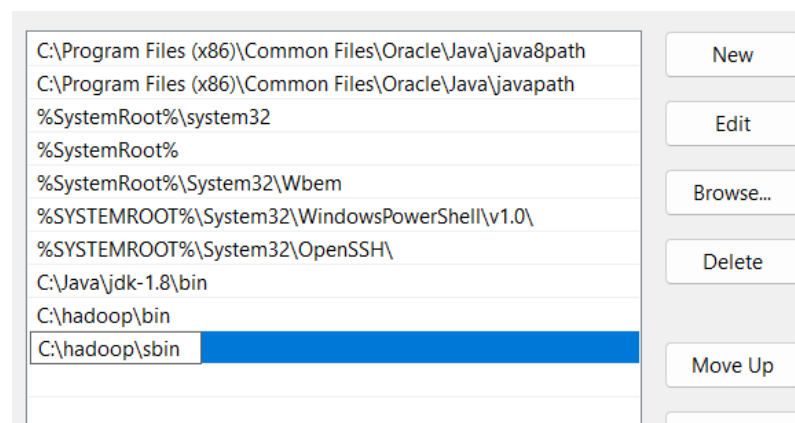 C:\Program Files (x86)\Common Files\Oracle\Java\java8path
C:\Program Files (x86)\Common Files\Oracle\Java\javapath
%SystemRoot%\system32
%SystemRoot%
%SystemRoot%\System32\Wbem
%SYSTEMROOT%\System32\WindowsPowerShell\v1.0\
%SYSTEMROOT%\System32\OpenSSH\
C:\Java\jdk-1.8\bin
C:\hadoop\bin
C:\hadoop\sbin
New
Edit
Browse...
Delete
Move Up